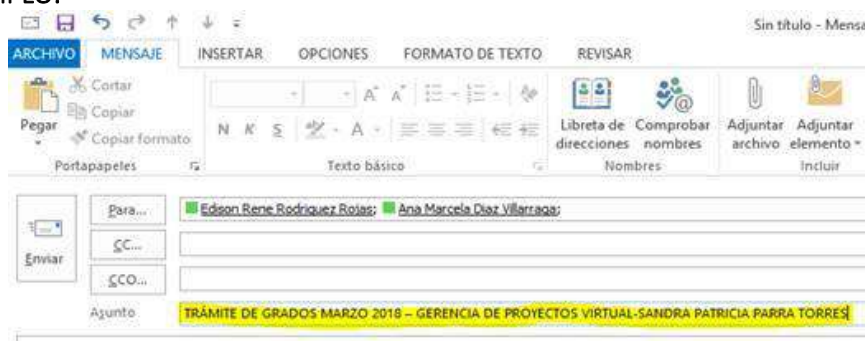 Sin título - Mensa
ARCHIVO MENSAJE INSERTAR OPCIONES FORMATO DE TEXTO REVISAR
Pegar
Cortar
Copiar
Copiar formato
Portapapeles
N K S
Texto básico
Libreta de direcciones
Comprobar nombres
Nombres
Adjuntar archivo
Adjuntar elemento
Incluir
Enviar
Para... Edison Rene Rodriguez Rojas; Ana Marcela Diaz Villarraga;
CC...
CCO...
Asunto TRÁMITE DE GRADOS MARZO 2018 – GERENCIA DE PROYECTOS VIRTUAL-SANDRA PATRICIA PARRA TORRES